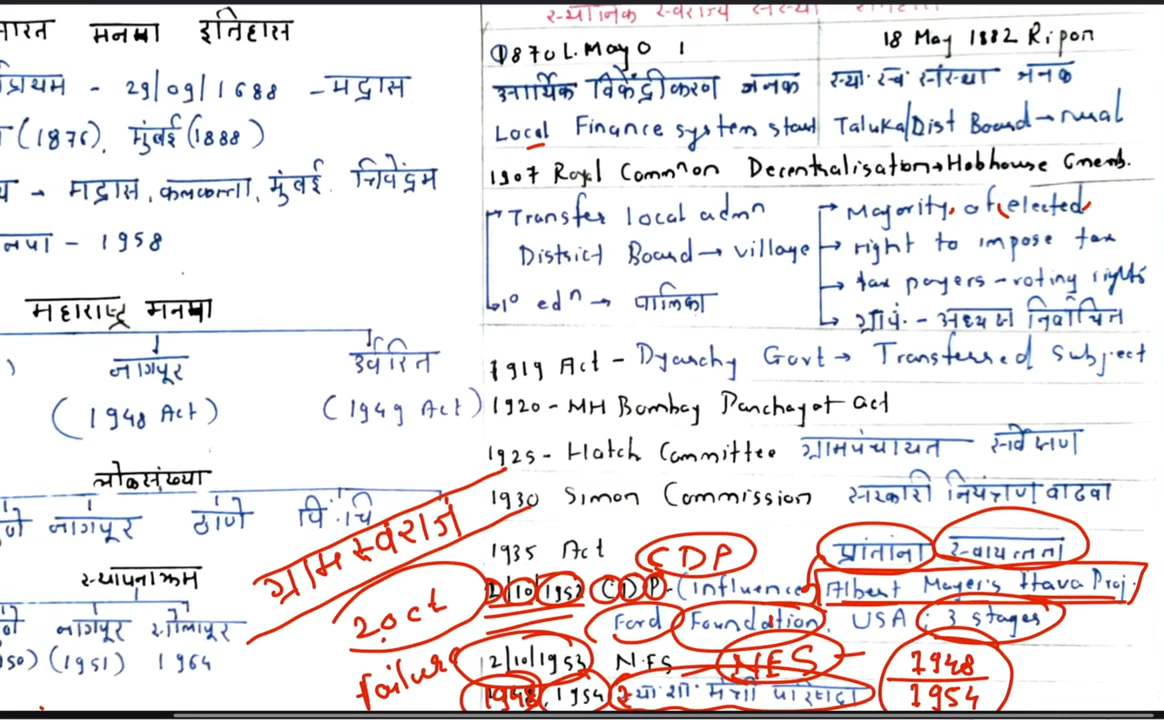 भारत मनपा इतिहास
प्रथम - 29/09/1688 - मद्रास
(1876), मुंबई (1888)
- मद्रास, कलकत्ता, मुंबई, त्रिवेंद्रम
मनपा - 1958
महाराष्ट्र मनपा
नागपूर उर्वरित
(1948 Act) (1949 Act)
लोकसंख्या
पुणे नागपूर ठाणे पिं.चिं
स्थापनाक्रम
पुणे नागपूर सोलापूर
(1950) (1951) 1964
स्थानिक स्वराज्य संस्था
1870 L. Mayo
18 May 1882 Ripon
आर्थिक विकेंद्रीकरण जनक
स्था. स्व. संस्था जनक
Local Finance system start
Taluka/Dist Board → rural
1907 Royal Common Decentralisation → Hobhouse Cmemb.
Transfer local admn
District Board → village
1° edn → पालिका
→ Majority of elected
→ right to impose tax
→ tax payers - voting rights
→ ग्रापं. - अध्यक्ष निर्वाचित
1919 Act - Dyarchy Govt → Transferred Subject
1920 - MH Bombay Panchayat act
1925 - Hatch Committee ग्रामपंचायत सर्वेक्षण
1930 Simon Commission सरकारी नियंत्रण वाढवा
1935 Act CDP प्रांतांना स्वायत्तता
2/10/1952 CDP - (influence Albert Mayer's Itava Proj.
Ford Foundation, USA; 3 stages
2/10/1953 NES NES 1948
1948, 1954 स्था.शा. मंत्री परिषदा 1954
ग्रामस्वराज
2 oct
failure